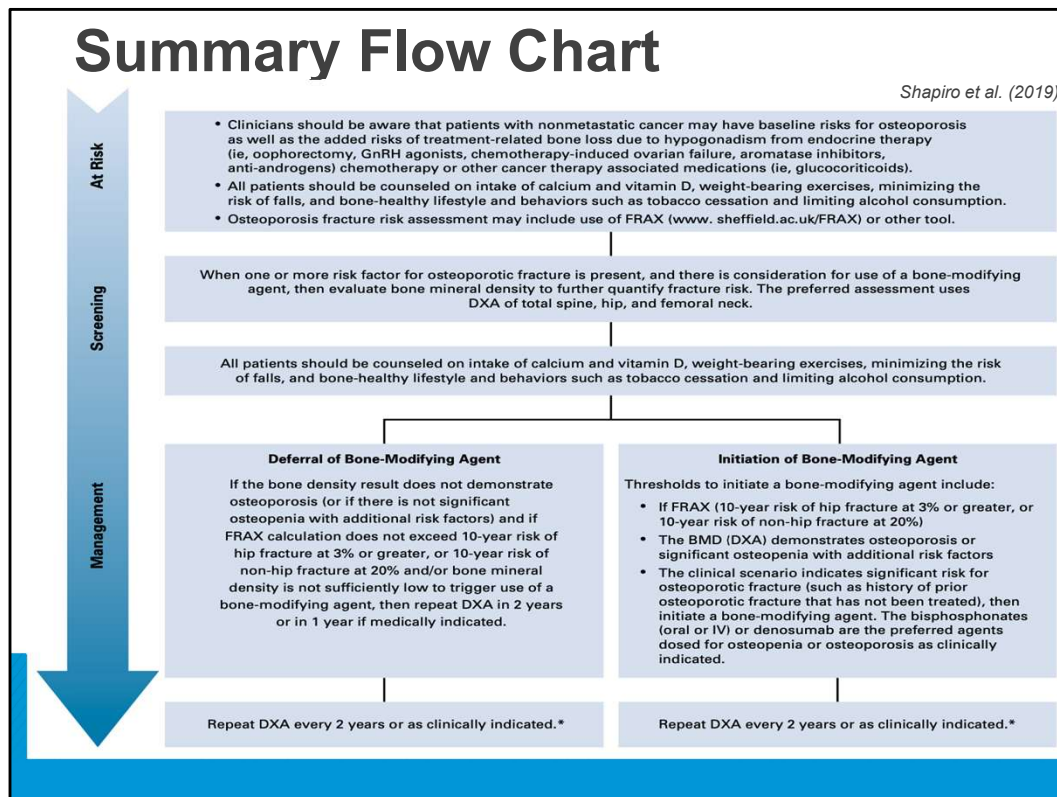 Summary Flow Chart
Shapiro et al. (2019)
At Risk
• Clinicians should be aware that patients with nonmetastatic cancer may have baseline risks for osteoporosis
as well as the added risks of treatment-related bone loss due to hypogonadism from endocrine therapy
(ie, oophorectomy, GnRH agonists, chemotherapy-induced ovarian failure, aromatase inhibitors,
anti-androgens) chemotherapy or other cancer therapy associated medications (ie, glucocorticoids).
• All patients should be counseled on intake of calcium and vitamin D, weight-bearing exercises, minimizing the
risk of falls, and bone-healthy lifestyle and behaviors such as tobacco cessation and limiting alcohol consumption.
• Osteoporosis fracture risk assessment may include use of FRAX (www. sheffield.ac.uk/FRAX) or other tool.
Screening
When one or more risk factor for osteoporotic fracture is present, and there is consideration for use of a bone-modifying
agent, then evaluate bone mineral density to further quantify fracture risk. The preferred assessment uses
DXA of total spine, hip, and femoral neck.
All patients should be counseled on intake of calcium and vitamin D, weight-bearing exercises, minimizing the risk
of falls, and bone-healthy lifestyle and behaviors such as tobacco cessation and limiting alcohol consumption.
Management
Deferral of Bone-Modifying Agent
If the bone density result does not demonstrate
osteoporosis (or if there is not significant
osteopenia with additional risk factors) and if
FRAX calculation does not exceed 10-year risk of
hip fracture at 3% or greater, or 10-year risk of
non-hip fracture at 20% and/or bone mineral
density is not sufficiently low to trigger use of a
bone-modifying agent, then repeat DXA in 2 years
or in 1 year if medically indicated.
Repeat DXA every 2 years or as clinically indicated.*
Initiation of Bone-Modifying Agent
Thresholds to initiate a bone-modifying agent include:
• If FRAX (10-year risk of hip fracture at 3% or greater, or
10-year risk of non-hip fracture at 20%)
• The BMD (DXA) demonstrates osteoporosis or
significant osteopenia with additional risk factors
• The clinical scenario indicates significant risk for
osteoporotic fracture (such as history of prior
osteoporotic fracture that has not been treated), then
initiate a bone-modifying agent. The bisphosphonates
(oral or IV) or denosumab are the preferred agents
dosed for osteopenia or osteoporosis as clinically
indicated.
Repeat DXA every 2 years or as clinically indicated.*